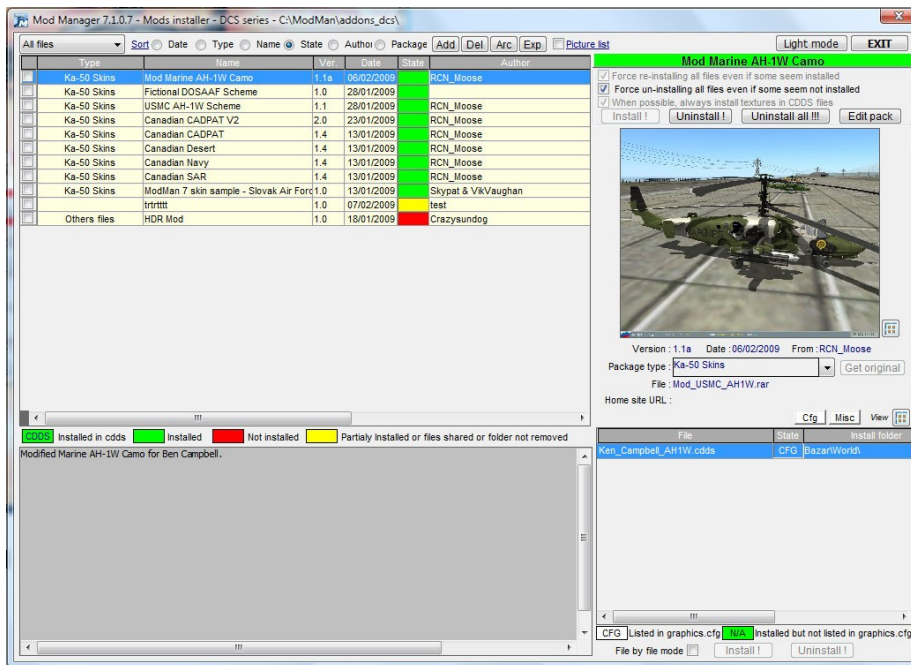 Mod Manager 7.1.0.7 - Mods installer - DCS series - C:\ModMan\addons_dcs\
All files Sort Date Type Name State Author Package Add Del Arc Exp Picture list Light mode EXIT
Type Name Ver. Date State Author
Ka-50 Skins Mod Marine AH-1W Camo 1.1a 06/02/2009 RCN_Moose
Ka-50 Skins Fictional DOSAAF Scheme 1.0 28/01/2009
Ka-50 Skins USMC AH-1W Scheme 1.1 28/01/2009 RCN_Moose
Ka-50 Skins Canadian CADPAT V2 2.0 23/01/2009 RCN_Moose
Ka-50 Skins Canadian CADPAT 1.4 13/01/2009 RCN_Moose
Ka-50 Skins Canadian Desert 1.4 13/01/2009 RCN_Moose
Ka-50 Skins Canadian Navy 1.4 13/01/2009 RCN_Moose
Ka-50 Skins Canadian SAR 1.4 13/01/2009 RCN_Moose
Ka-50 Skins ModMan 7 skin sample - Slovak Air Forc 1.0 13/01/2009 Skypat & VikVaughan
1.0 07/02/2009 test
Others files HDR Mod 1.0 18/01/2009 Crazysundog
Mod Marine AH-1W Camo
Force re-installing all files even if some seem installed
Force un-installing all files even if some seem not installed
When possible, always install textures in CDDS files
Install ! Uninstall ! Uninstall all !!! Edit pack
Version : 1.1a Date : 06/02/2009 From : RCN_Moose
Package type : Ka-50 Skins Get original
File : Mod_USMC_AH1W.rar
Home site URL :
Cfg Misc View
CDDS Installed in cdds Installed Not installed Partialy Installed or files shared or folder not removed
Modified Marine AH-1W Camo for Ben Campbell.
File State Install folder
Ken_Campbell_AH1W.cdds CFG Bazar\World\
CFG Listed in graphics.cfg N/A Installed but not listed in graphics.cfg
File by file mode Install ! Uninstall !